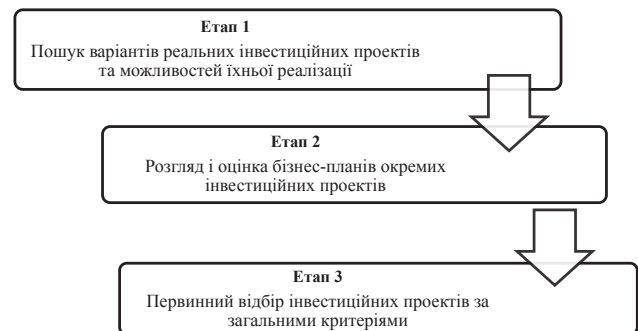 Етап 1
Пошук варіантів реальних інвестиційних проектів
та можливостей їхньої реалізації
Етап 2
Розгляд і оцінка бізнес-планів окремих
інвестиційних проектів
Етап 3
Первинний відбір інвестиційних проектів за
загальними критеріями